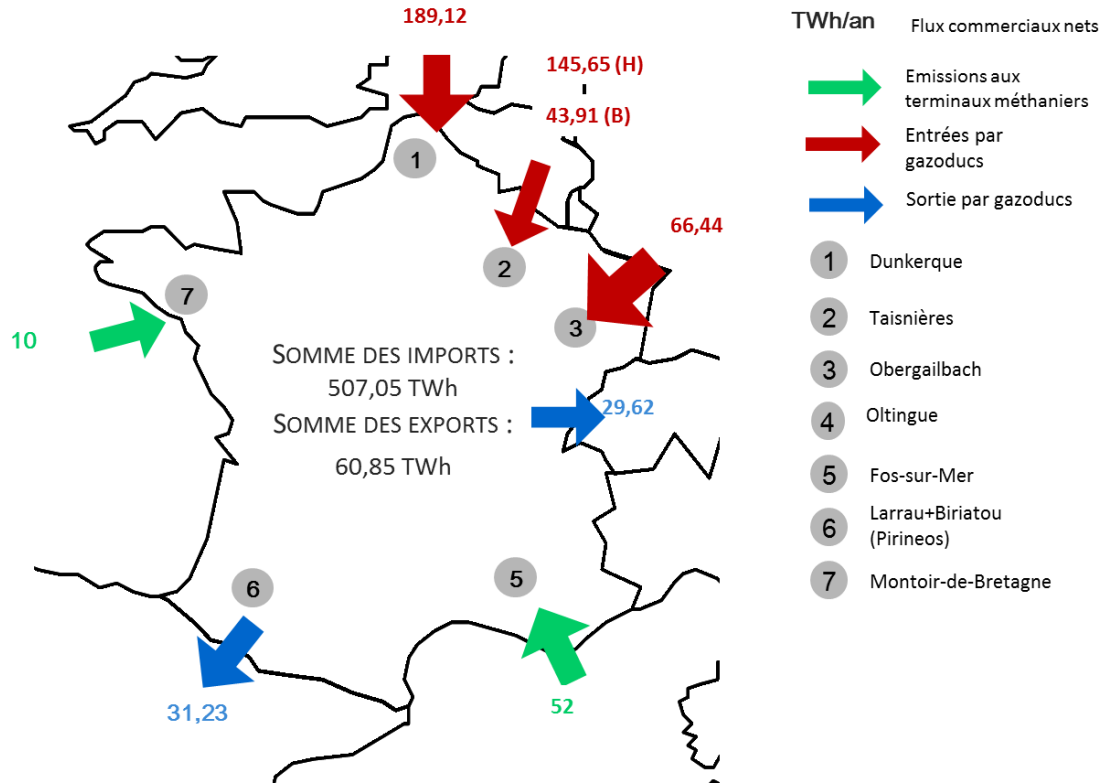 189,12
145,65 (H)
43,91 (B)
1
2
66,44
3
7
10
SOMME DES IMPORTS :
507,05 TWh
SOMME DES EXPORTS :
60,85 TWh
29,62
6
5
31,23
52
TWh/an Flux commerciaux nets
Emissions aux
terminaux méthaniers
Entrées par
gazoducs
Sortie par gazoducs
1 Dunkerque
2 Taisnières
3 Obergailbach
4 Oltingue
5 Fos-sur-Mer
6 Larrau+Biriatou
(Pirineos)
7 Montoir-de-Bretagne